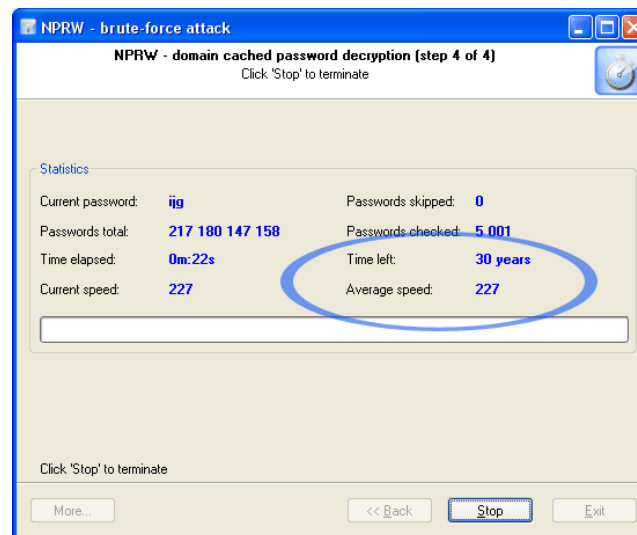 NPRW - brute-force attack
NPRW - domain cached password decryption (step 4 of 4)
Click 'Stop' to terminate
Statistics
Current password: ijg Passwords skipped: 0
Passwords total: 217 180 147 158 Passwords checked: 5 001
Time elapsed: 0m:22s Time left: 30 years
Current speed: 227 Average speed: 227
Click 'Stop' to terminate
More... << Back Stop Exit